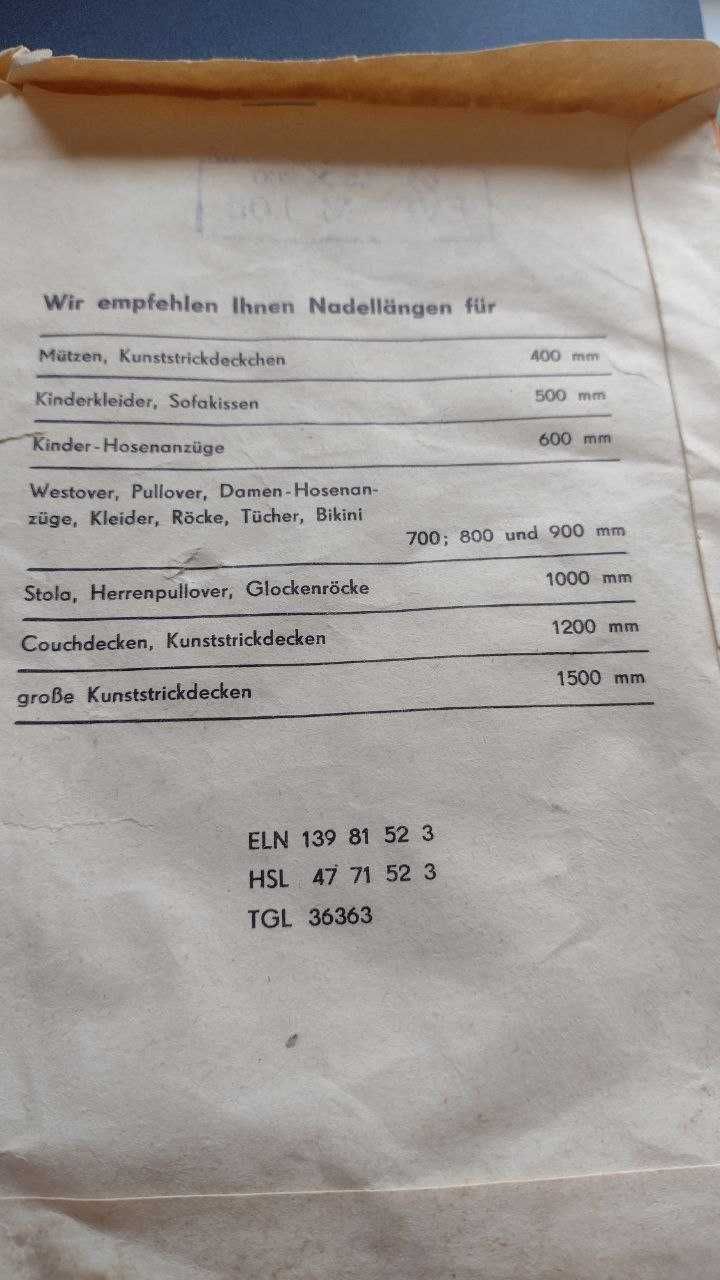 Wir empfehlen Ihnen Nadellängen für
Mützen, Kunststrickdeckchen 400 mm
Kinderkleider, Sofakissen 500 mm
Kinder-Hosenanzüge 600 mm
Westover, Pullover, Damen-Hosenan-
züge, Kleider, Röcke, Tücher, Bikini
700; 800 und 900 mm
Stola, Herrenpullover, Glockenröcke 1000 mm
Couchdecken, Kunststrickdecken 1200 mm
große Kunststrickdecken 1500 mm
ELN 139 81 52 3
HSL 47 71 52 3
TGL 36363